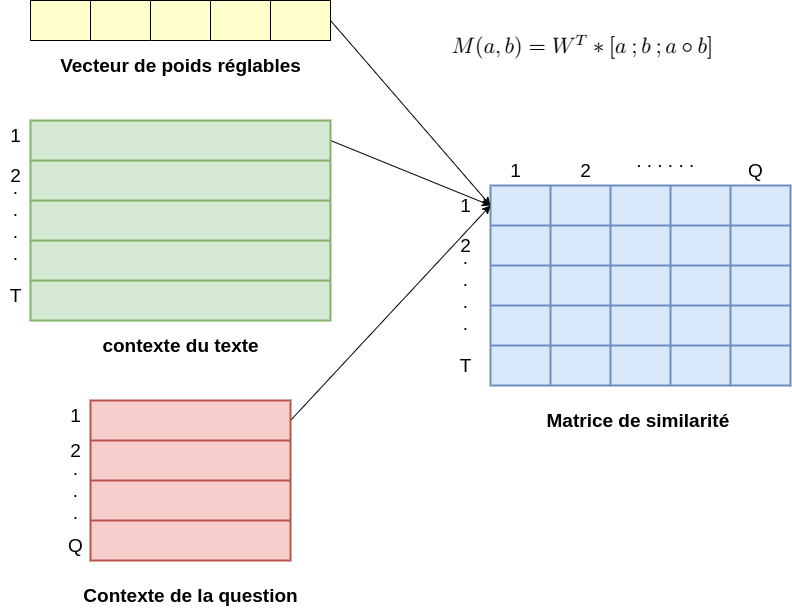 Vecteur de poids réglables
M(a, b) = W^T ∗ [a ; b ; a ∘ b]
1
2
.
.
.
.
T
contexte du texte
1 2 . . . . . . Q
1
2
.
.
.
.
T
Matrice de similarité
1
2
.
.
.
Q
Contexte de la question